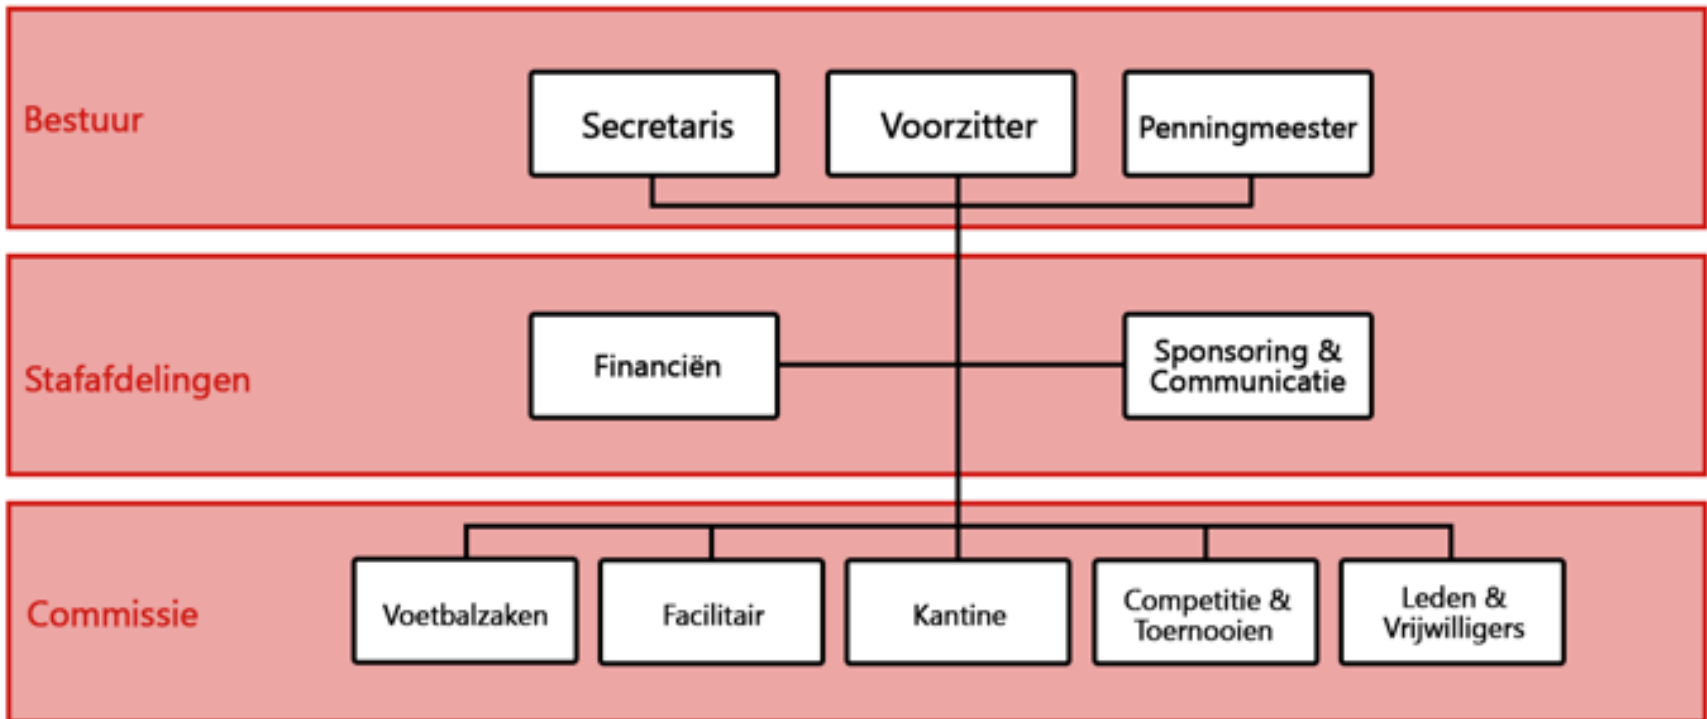 Bestuur
Secretaris
Voorzitter
Penningmeester
Stafafdelingen
Financiën
Sponsoring &
Communicatie
Commissie
Voetbalzaken
Facilitair
Kantine
Competitie &
Toernooien
Leden &
Vrijwilligers